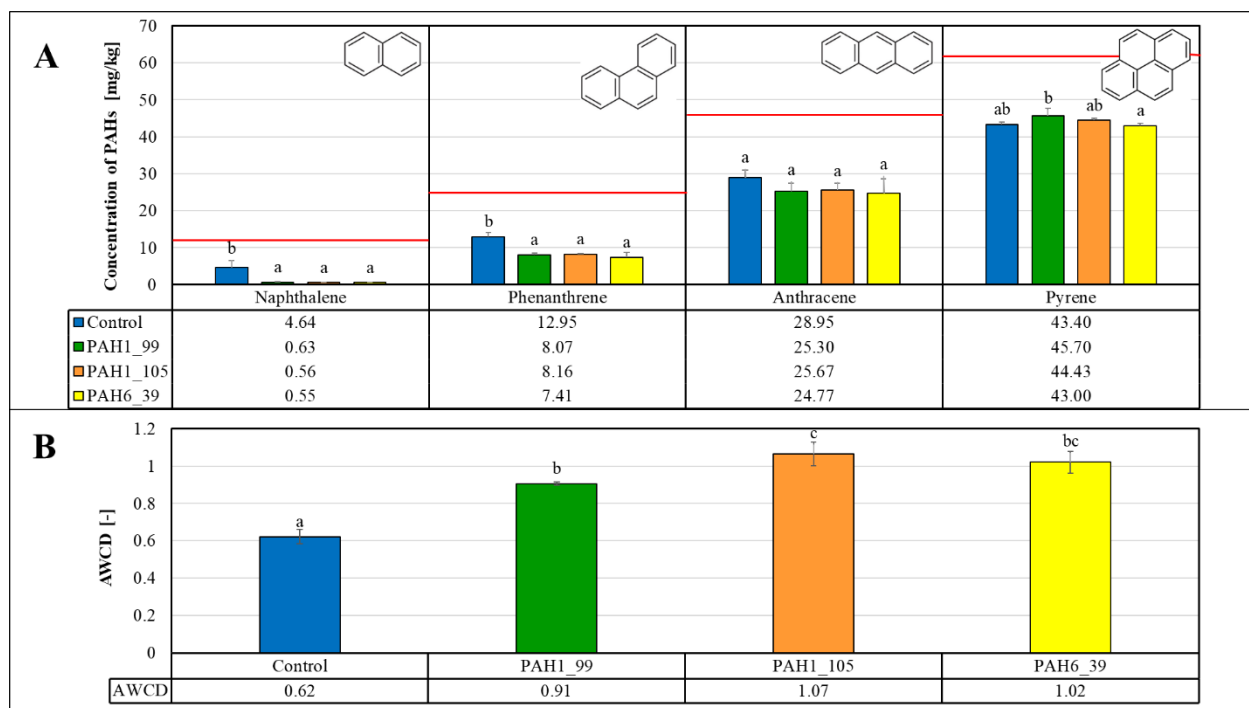 A
Concentration of PAHs [mg/kg]
70
60
50
40
30
20
10
0
b a a a
b a a a
a a a a
ab b ab a
Naphthalene Phenanthrene Anthracene Pyrene
Control 4.64 12.95 28.95 43.40
PAH1_99 0.63 8.07 25.30 45.70
PAH1_105 0.56 8.16 25.67 44.43
PAH6_39 0.55 7.41 24.77 43.00
B
AWCD [-]
1.2
1
0.8
0.6
0.4
0.2
0
a b c bc
Control PAH1_99 PAH1_105 PAH6_39
AWCD 0.62 0.91 1.07 1.02